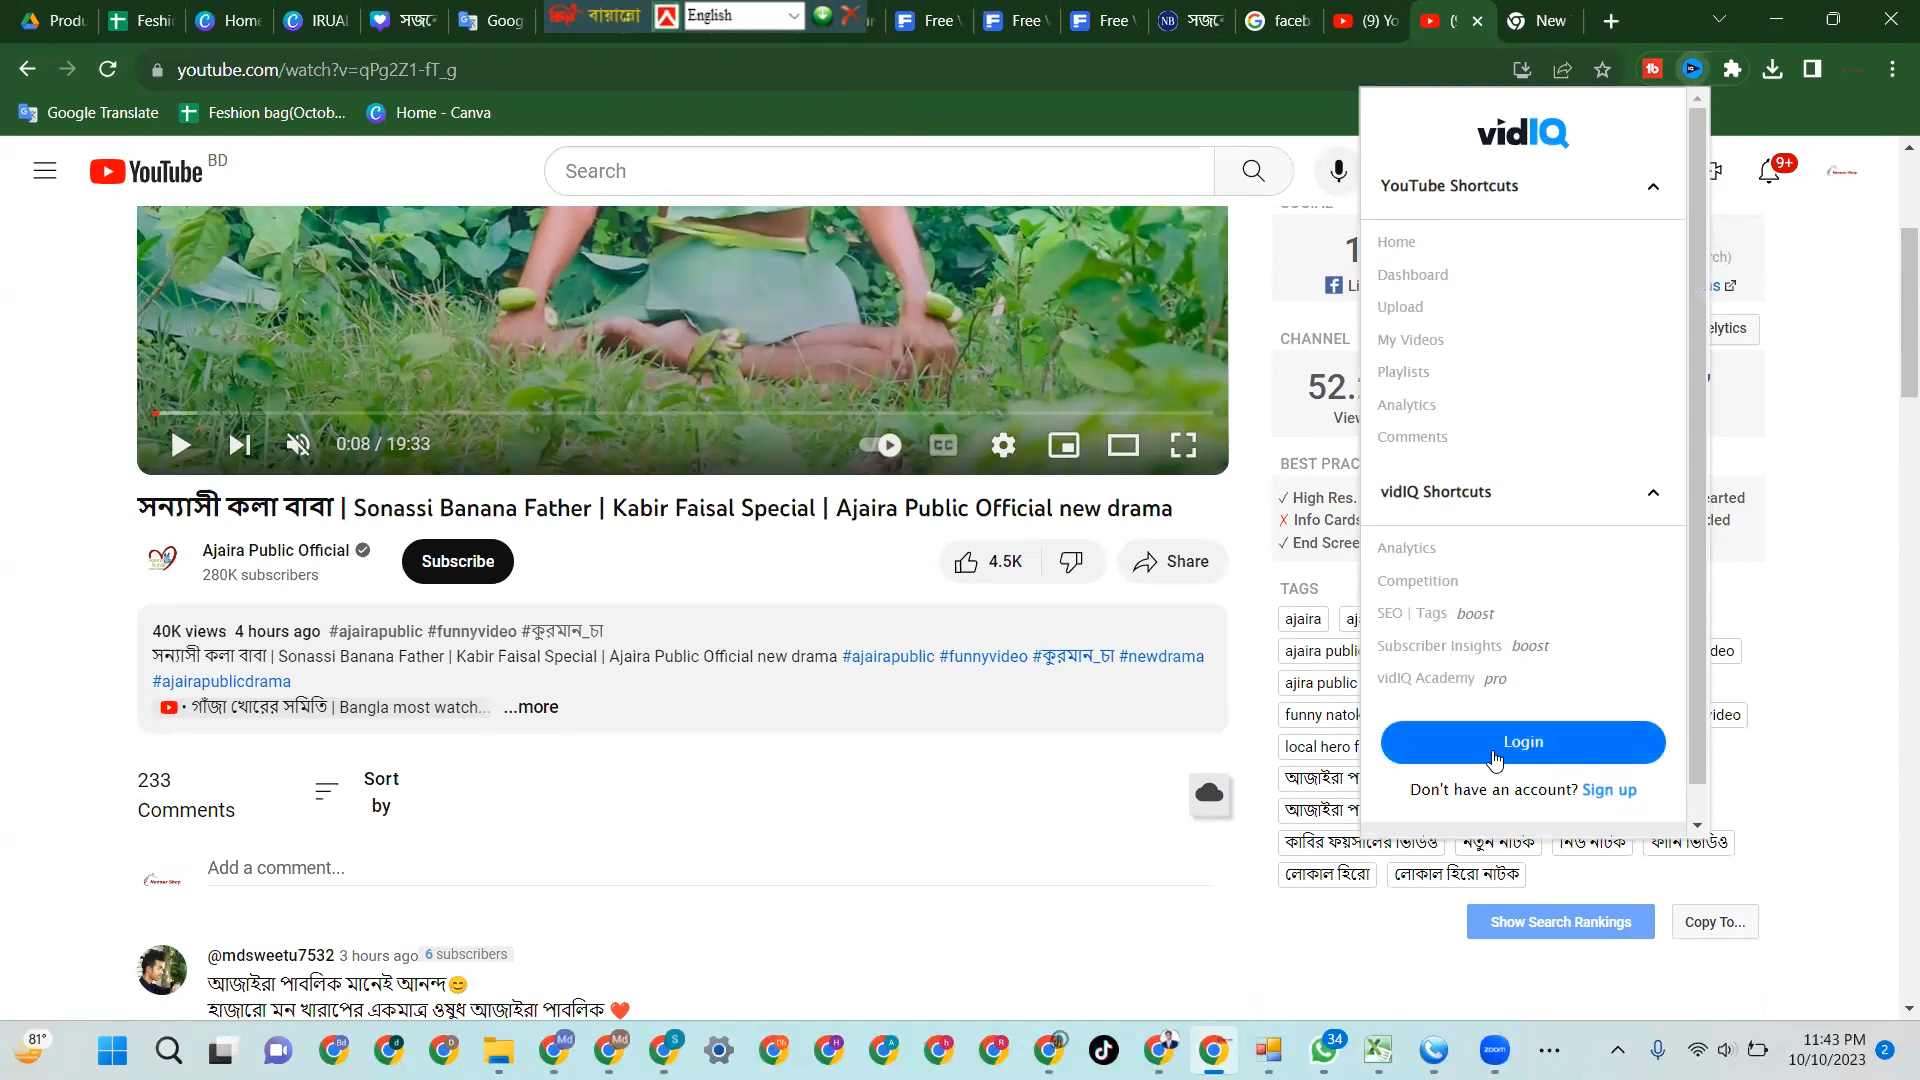 Produ
Feshi
Home
IRUAI
সজে
Goog
বায়ান্নো
English
Free
Free
Free
সজে
faceb
(9) Yo
New
youtube.com/watch?v=qPg2Z1-fT_g
Google Translate
Feshion bag(Octob...
Home - Canva
YouTube BD
Search
9+
0:08 / 19:33
সন্যাসী কলা বাবা | Sonassi Banana Father | Kabir Faisal Special | Ajaira Public Official new drama
Ajaira Public Official
280K subscribers
Subscribe
4.5K
Share
40K views 4 hours ago #ajairapublic #funnyvideo #কুরমান_চা
সন্যাসী কলা বাবা | Sonassi Banana Father | Kabir Faisal Special | Ajaira Public Official new drama #ajairapublic #funnyvideo #কুরমান_চা #newdrama
#ajairapublicdrama
• গাঁজা খোরের সমিতি | Bangla most watch... ...more
233
Comments
Sort
by
Add a comment...
@mdsweetu7532 3 hours ago 6 subscribers
আজাইরা পাবলিক মানেই আনন্দ😊
হাজারো মন খারাপের একমাত্র ওষুধ আজাইরা পাবলিক ❤️
vidIQ
YouTube Shortcuts
Home
Dashboard
Upload
My Videos
Playlists
Analytics
Comments
vidIQ Shortcuts
Analytics
Competition
SEO | Tags boost
Subscriber Insights boost
vidIQ Academy pro
Login
Don't have an account? Sign up
CHANNEL
52.
View
BEST PRAC
✓ High Res.
X Info Cards
✓ End Scree
TAGS
ajaira
ajaira publi
ajira public
funny natok
local hero f
আজাইরা প
আজাইরা প
কাবির ফয়সালের ভিডিও
নতুন নাটক
নিউ নাটক
ফানি ভিডিও
লোকাল হিরো
লোকাল হিরো নাটক
Show Search Rankings
Copy To...
81°
34
zoom
11:43 PM
10/10/2023
2